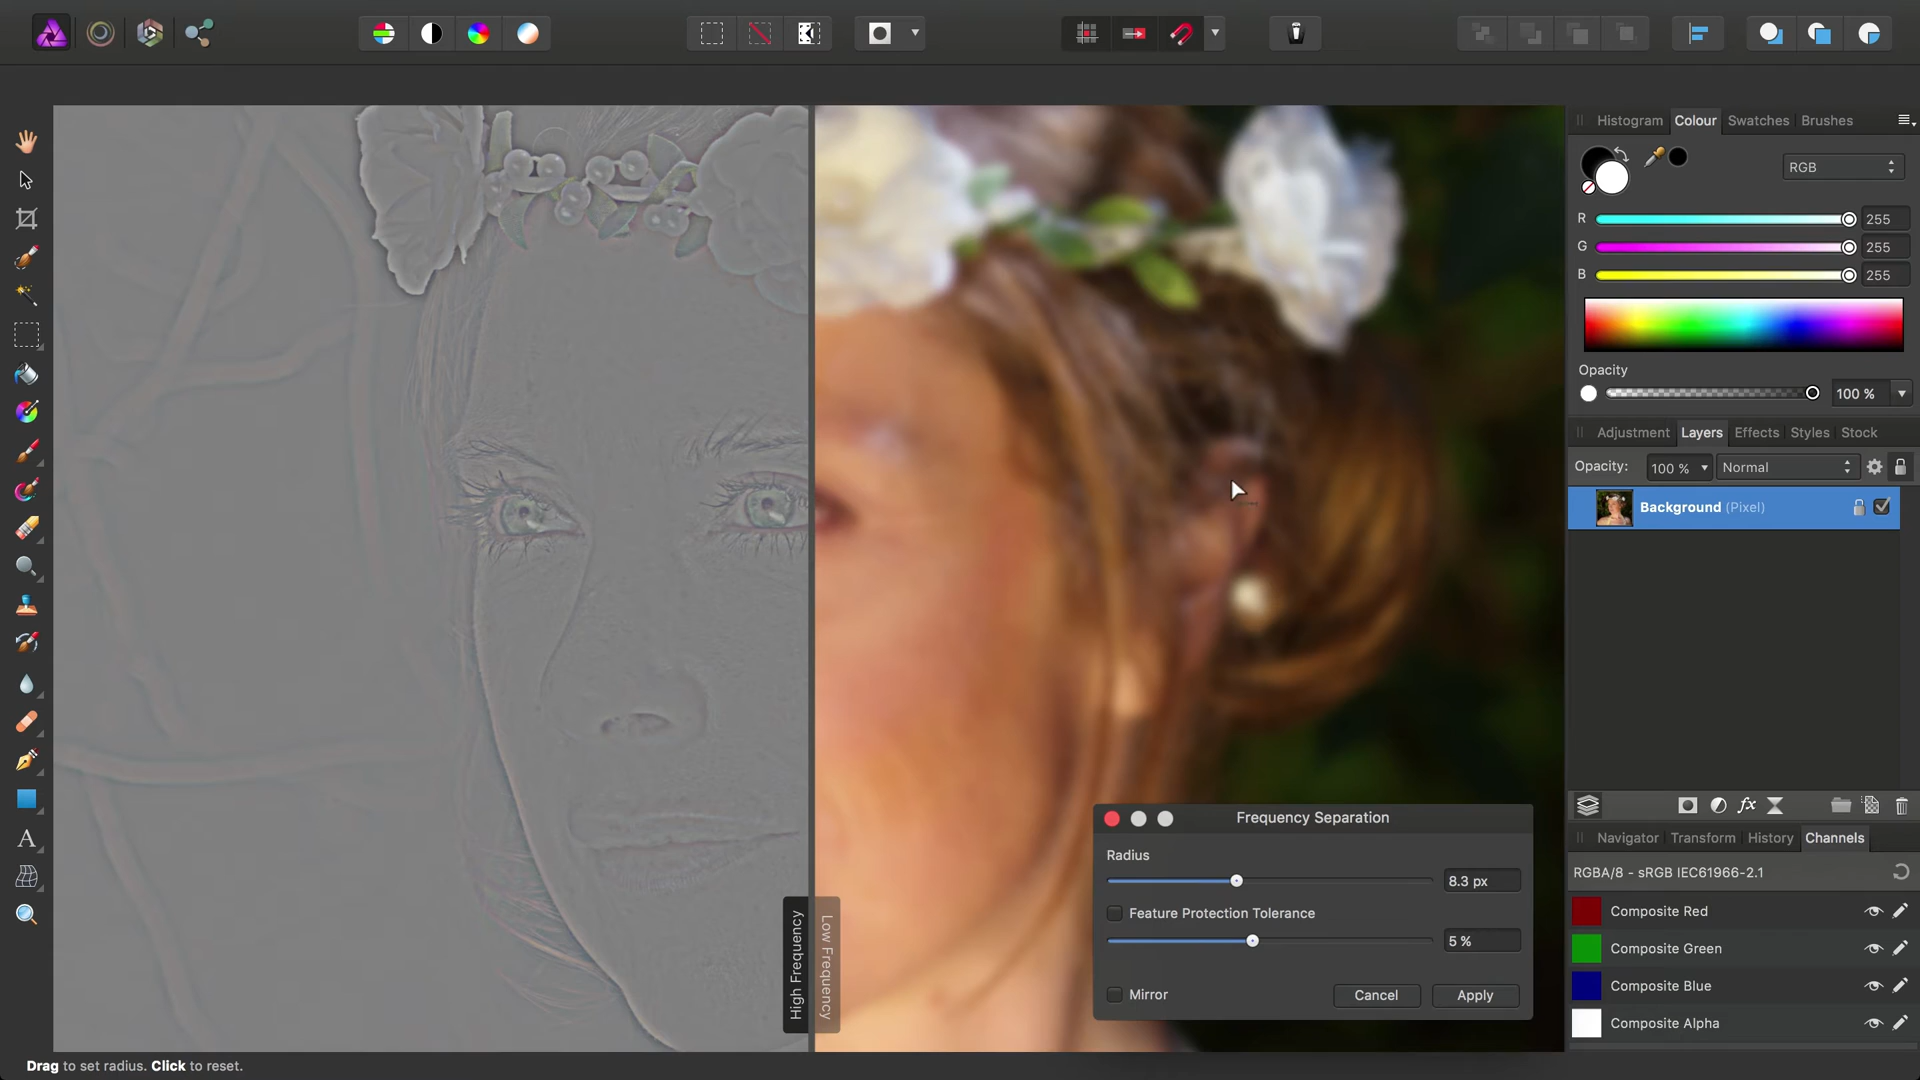 Histogram Colour Swatches Brushes
RGB
R 255
G 255
B 255
Opacity
100 %
Adjustment Layers Effects Styles Stock
Opacity: 100 % Normal
Background (Pixel)
fx
Navigator Transform History Channels
RGBA/8 - sRGB IEC61966-2.1
Composite Red
Composite Green
Composite Blue
Composite Alpha
A
High Frequency
Low Frequency
Frequency Separation
Radius
8.3 px
Feature Protection Tolerance
5 %
Mirror Cancel Apply
Drag to set radius. Click to reset.